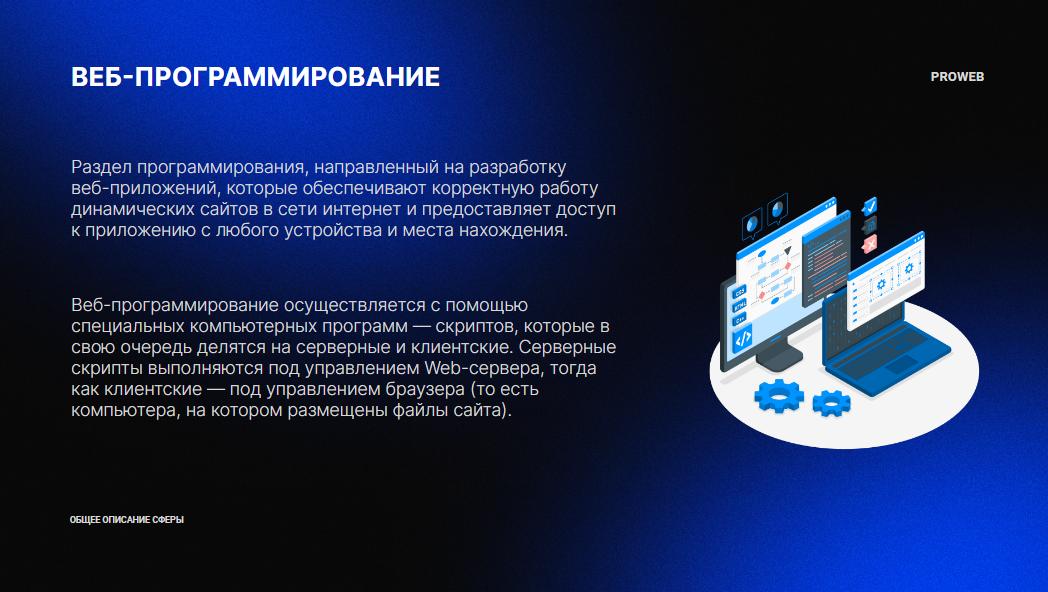 ВЕБ-ПРОГРАММИРОВАНИЕ
PROWEB
Раздел программирования, направленный на разработку
веб-приложений, которые обеспечивают корректную работу
динамических сайтов в сети интернет и предоставляет доступ
к приложению с любого устройства и места нахождения.
Веб-программирование осуществляется с помощью
специальных компьютерных программ — скриптов, которые в
свою очередь делятся на серверные и клиентские. Серверные
скрипты выполняются под управлением Web-сервера, тогда
как клиентские — под управлением браузера (то есть
компьютера, на котором размещены файлы сайта).
HTML
C++
</>
ОБЩЕЕ ОПИСАНИЕ СФЕРЫ